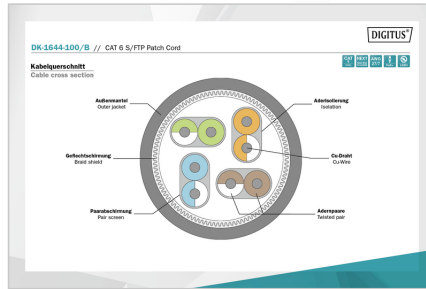 DIGITUS®
DK-1644-100/B // CAT 6 S/FTP Patch Cord
Kabelquerschnitt
Cable cross section
Außenmantel
Outer jacket
Aderisolierung
Isolation
Geflechtschirmung
Braid shield
Cu-Draht
Cu-Wire
Paarabschirmung
Pair screen
Adernpaare
Twisted pair